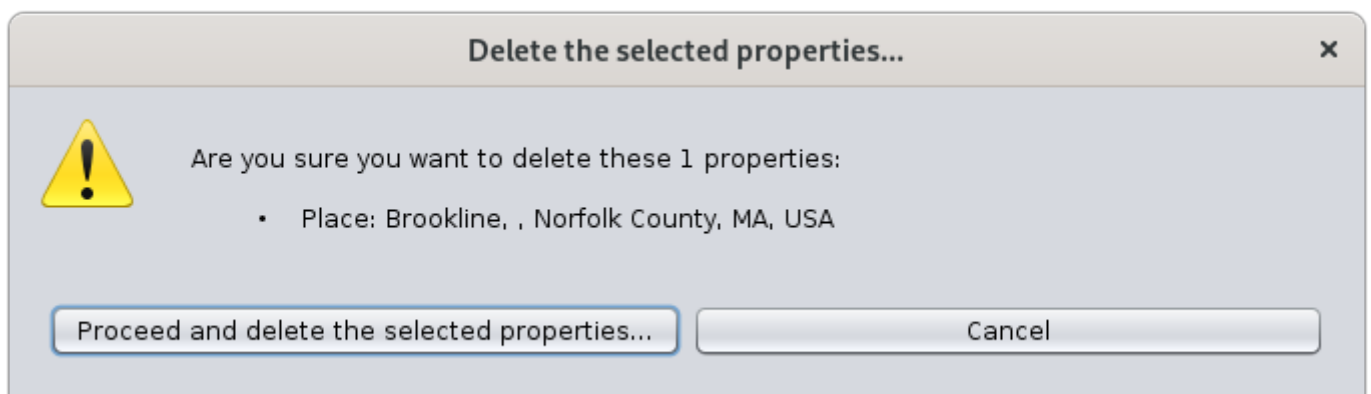 Delete the selected properties...
Are you sure you want to delete these 1 properties:
• Place: Brookline, , Norfolk County, MA, USA
Proceed and delete the selected properties...
Cancel